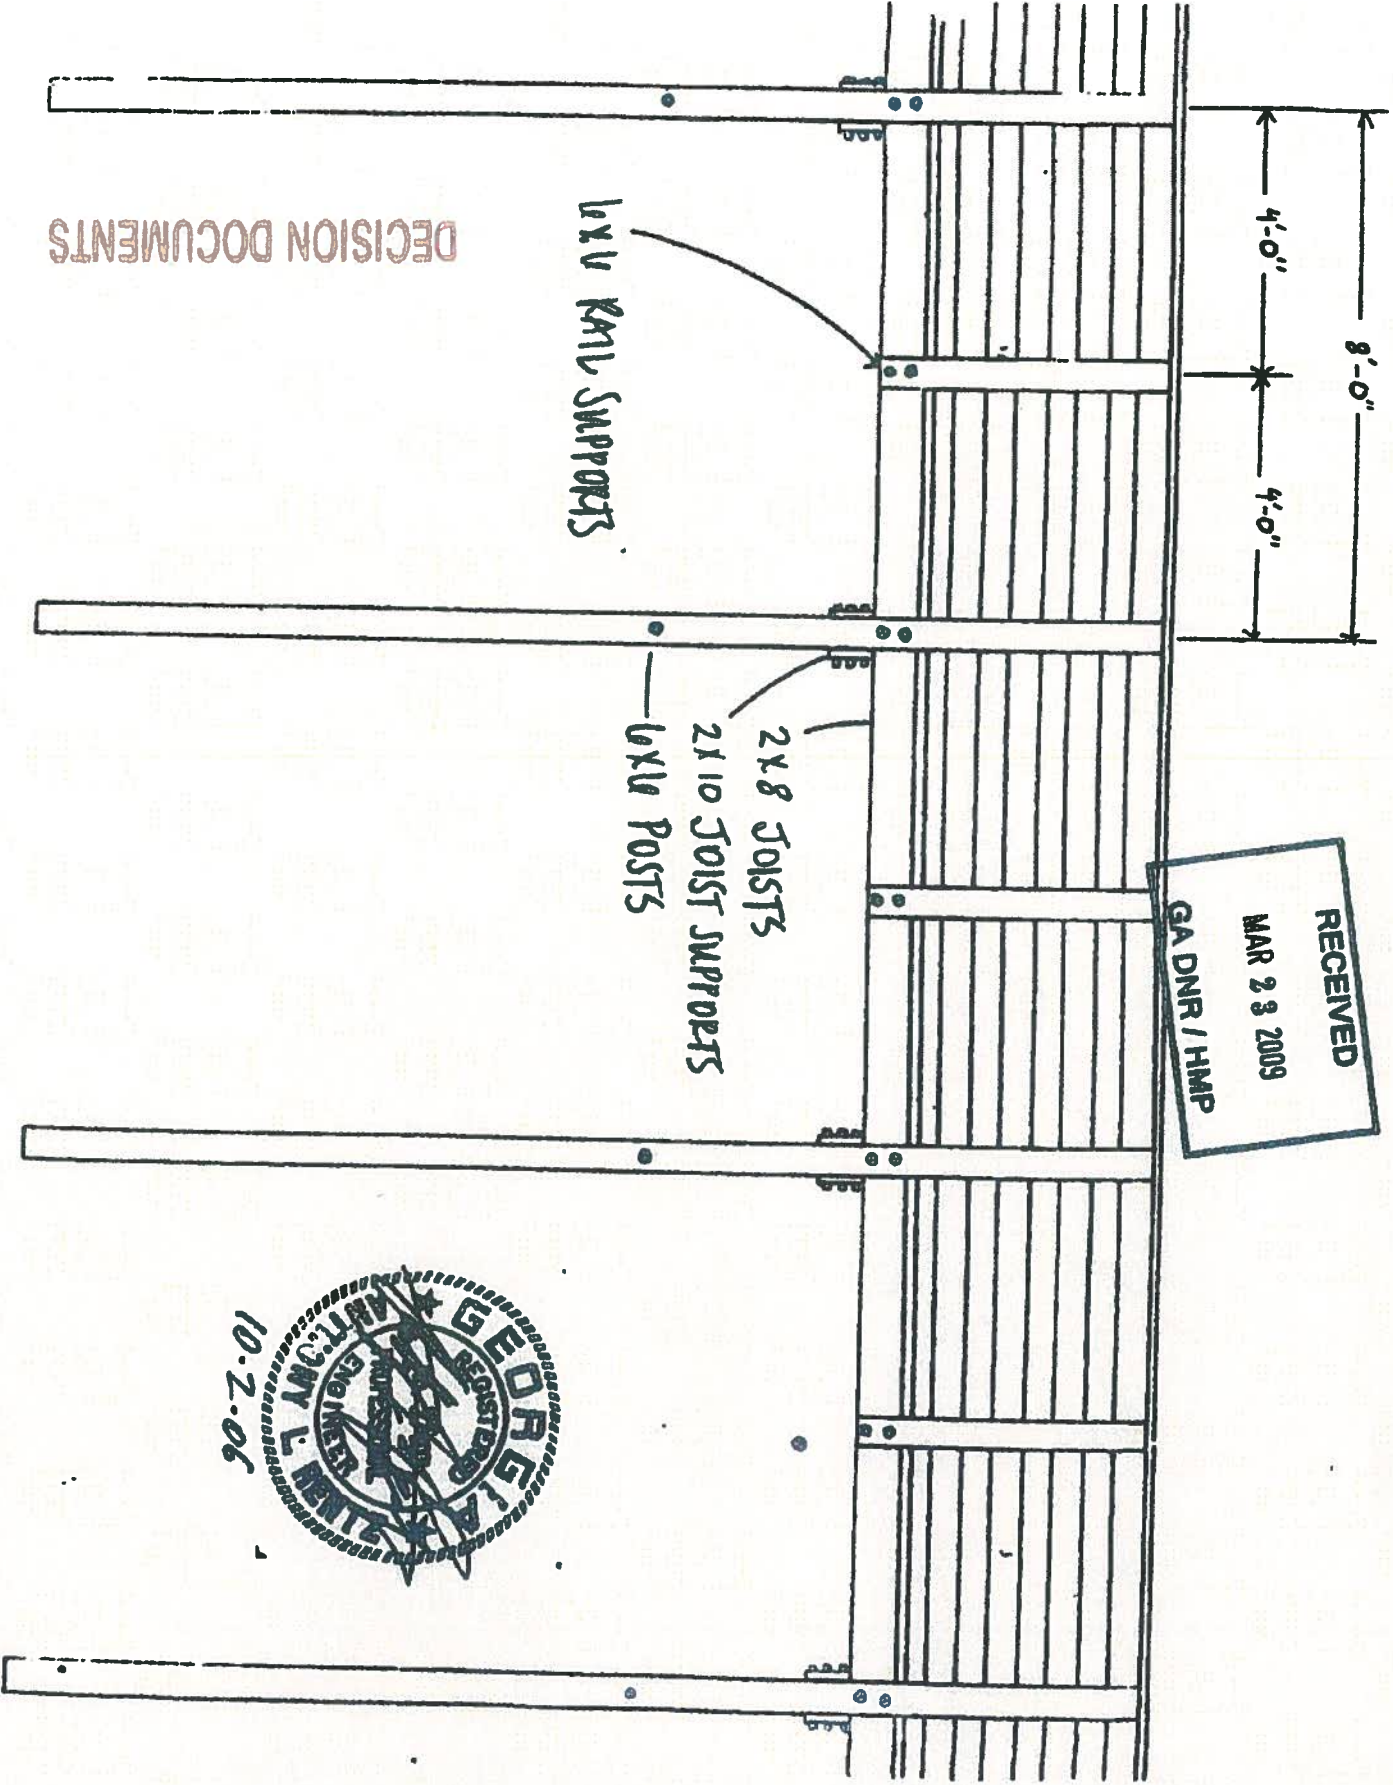 8'-0"
4'-0"
4'-0"
RECEIVED
MAR 23 2009
GA DNR / HMP
2X8 JOISTS
2X10 JOIST SUPPORTS
6X6 POSTS
6X6 RAIL SUPPORTS
GEORGIA
REGISTERED
PROFESSIONAL
ENGINEER
10-2-06
DECISION DOCUMENTS